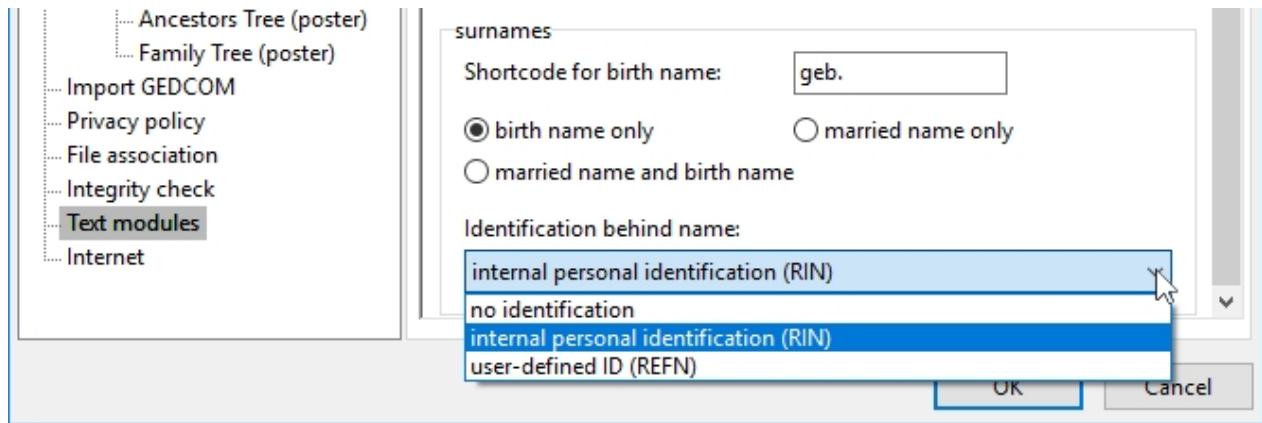 Ancestors Tree (poster)
Family Tree (poster)
Import GEDCOM
Privacy policy
File association
Integrity check
Text modules
Internet
surnames
Shortcode for birth name: geb.
birth name only married name only
married name and birth name
Identification behind name:
internal personal identification (RIN)
no identification
internal personal identification (RIN)
user-defined ID (REFN)
OK Cancel